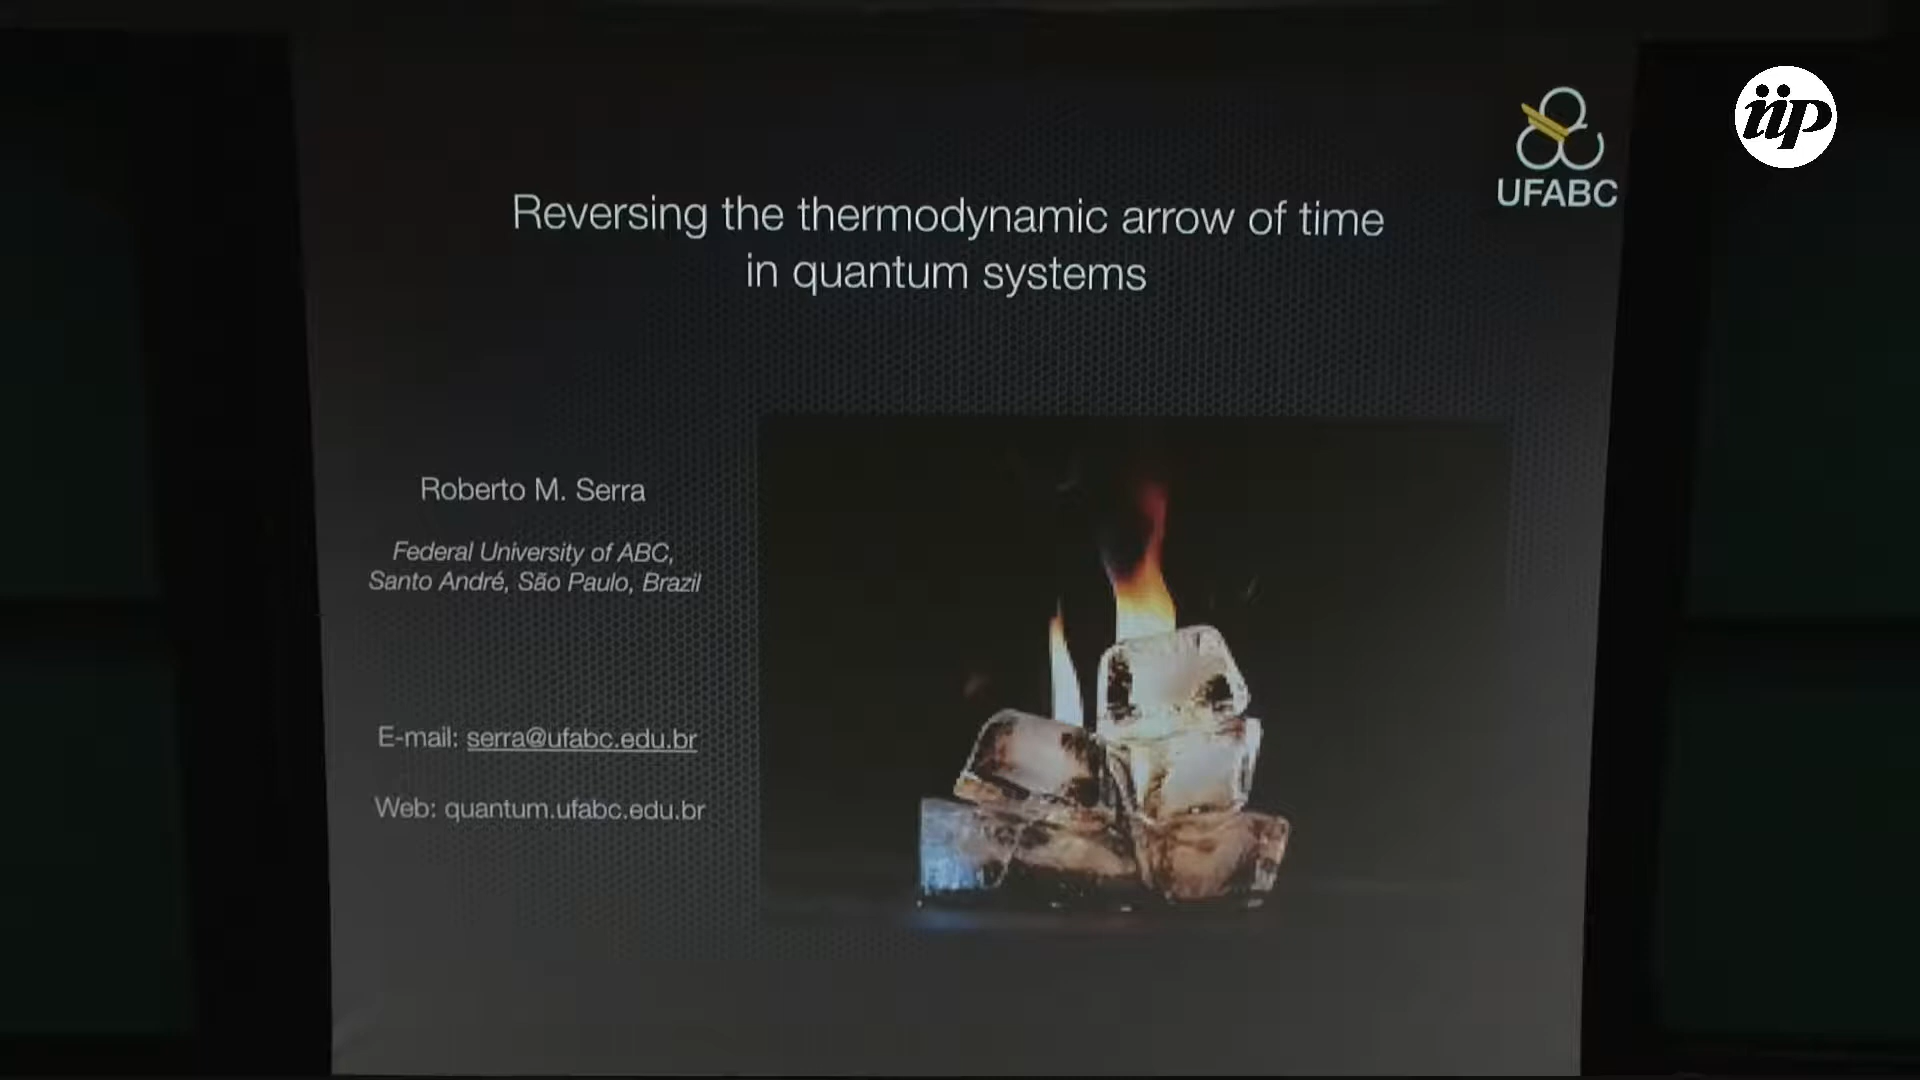 iip
UFABC
Reversing the thermodynamic arrow of time
in quantum systems
Roberto M. Serra
Federal University of ABC,
Santo André, São Paulo, Brazil
E-mail: serra@ufabc.edu.br
Web: quantum.ufabc.edu.br